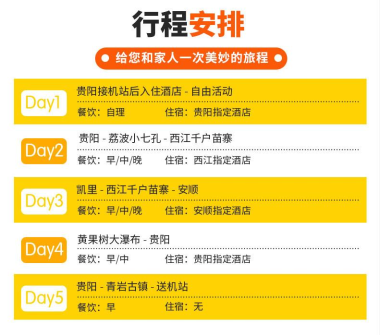 行程安排
给您和家人一次美妙的旅程
Day1
贵阳接机站后入住酒店 - 自由活动
餐饮：自理 住宿：贵阳指定酒店
Day2
贵阳 - 荔波小七孔 - 西江千户苗寨
餐饮：早/中/晚 住宿：西江指定酒店
Day3
凯里 - 西江千户苗寨 - 安顺
餐饮：早/中/晚 住宿：安顺指定酒店
Day4
黄果树大瀑布 - 贵阳
餐饮：早/中 住宿：贵阳指定酒店
Day5
贵阳 - 青岩古镇 - 送机站
餐饮：早 住宿：无